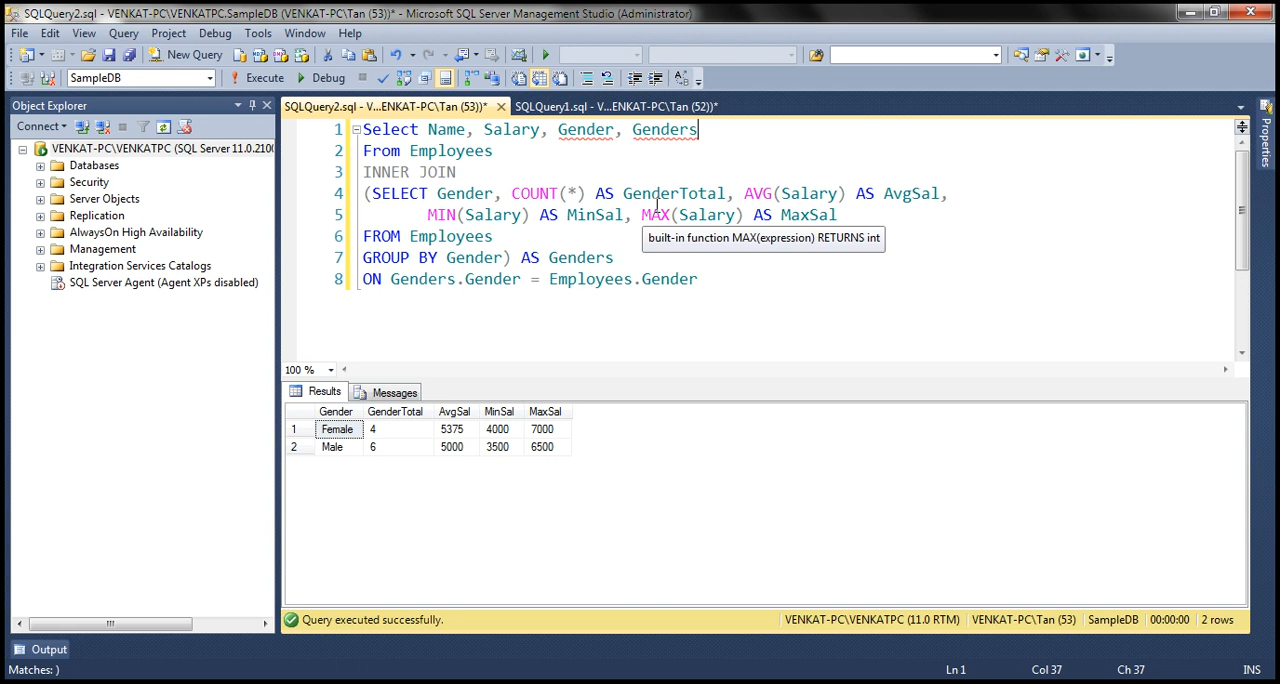 SQLQuery2.sql - VENKAT-PC\VENKATPC.SampleDB (VENKAT-PC\Tan (53))* - Microsoft SQL Server Management Studio (Administrator)
File Edit View Query Project Debug Tools Window Help
New Query
SampleDB Execute Debug
Object Explorer
SQLQuery2.sql - V...ENKAT-PC\Tan (53))* SQLQuery1.sql - V...ENKAT-PC\Tan (52))*
Connect
VENKAT-PC\VENKATPC (SQL Server 11.0.2100
Databases
Security
Server Objects
Replication
AlwaysOn High Availability
Management
Integration Services Catalogs
SQL Server Agent (Agent XPs disabled)
1 Select Name, Salary, Gender, Genders
2 From Employees
3 INNER JOIN
4 (SELECT Gender, COUNT(*) AS GenderTotal, AVG(Salary) AS AvgSal,
5 MIN(Salary) AS MinSal, MAX(Salary) AS MaxSal
6 FROM Employees
built-in function MAX(expression) RETURNS int
7 GROUP BY Gender) AS Genders
8 ON Genders.Gender = Employees.Gender
Properties
100 %
Results Messages
Gender GenderTotal AvgSal MinSal MaxSal
1 Female 4 5375 4000 7000
2 Male 6 5000 3500 6500
Query executed successfully. VENKAT-PC\VENKATPC (11.0 RTM) VENKAT-PC\Tan (53) SampleDB 00:00:00 2 rows
Output
Matches: ) Ln 1 Col 37 Ch 37 INS